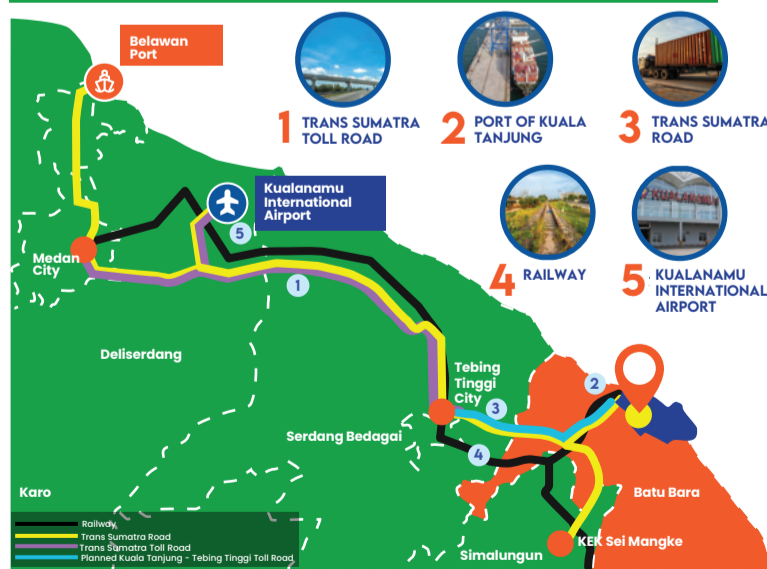 Belawan
Port
1 TRANS SUMATRA
TOLL ROAD
2 PORT OF KUALA
TANJUNG
3 TRANS SUMATRA
ROAD
Kualanamu
International
Airport
4 RAILWAY
KUALANAMU
5 KUALANAMU
INTERNATIONAL
AIRPORT
5
Medan
City
1
Deliserdang
Tebing
Tinggi
City
2
3
Serdang Bedagai
4
Karo
Batu Bara
KEK Sei Mangke
Simalungun
Railway
Trans Sumatra Road
Trans Sumatra Toll Road
Planned Kuala Tanjung - Tebing Tinggi Toll Road